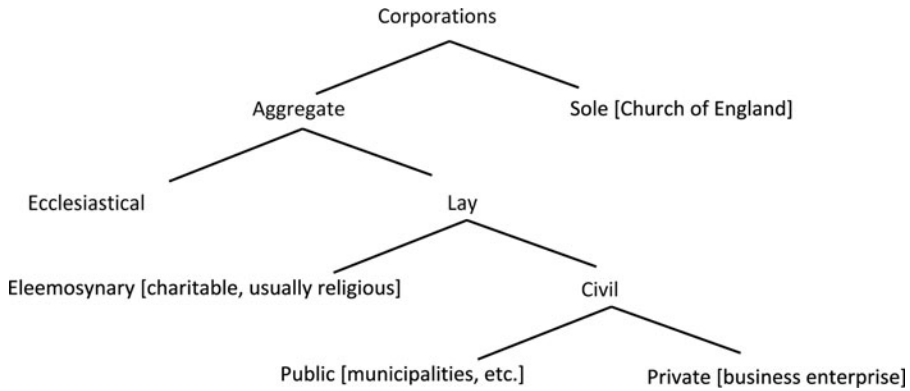 Corporations
Aggregate
Sole [Church of England]
Ecclesiastical
Lay
Eleemosynary [charitable, usually religious]
Civil
Public [municipalities, etc.]
Private [business enterprise]